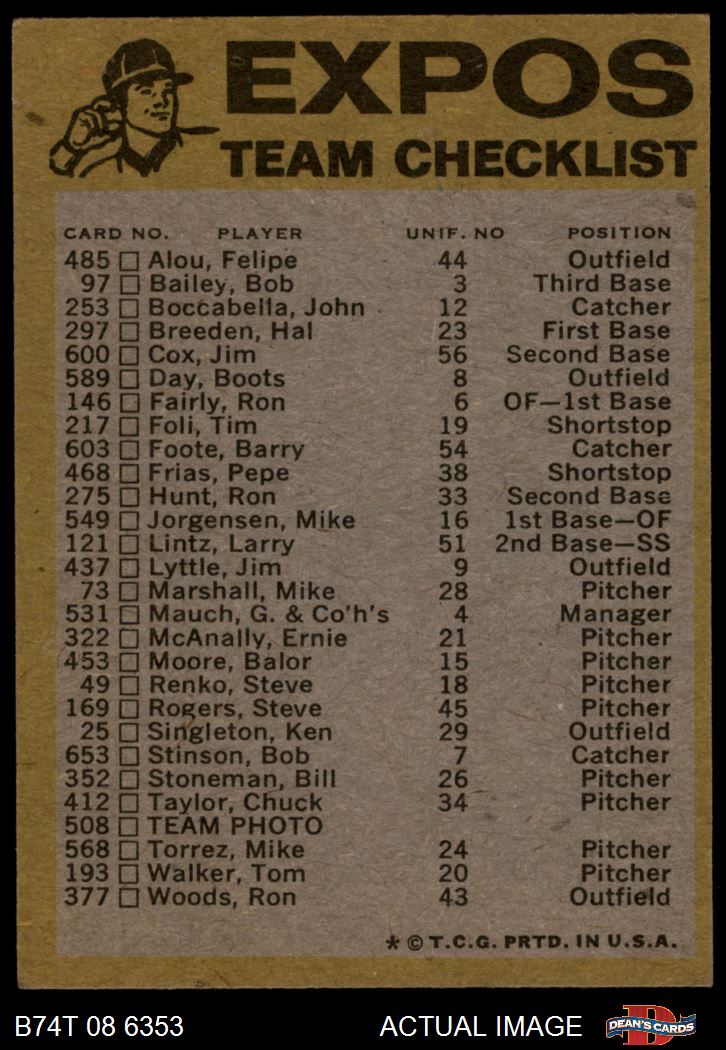 EXPOS
TEAM CHECKLIST
CARD NO. PLAYER UNIF. NO POSITION
485 □ Alou, Felipe 44 Outfield
97 □ Bailey, Bob 3 Third Base
253 □ Boccabella, John 12 Catcher
297 □ Breeden, Hal 23 First Base
600 □ Cox, Jim 56 Second Base
589 □ Day, Boots 8 Outfield
146 □ Fairly, Ron 6 OF—1st Base
217 □ Foli, Tim 19 Shortstop
603 □ Foote, Barry 54 Catcher
468 □ Frias, Pepe 38 Shortstop
275 □ Hunt, Ron 33 Second Base
549 □ Jorgensen, Mike 16 1st Base—OF
121 □ Lintz, Larry 51 2nd Base—SS
437 □ Lyttle, Jim 9 Outfield
73 □ Marshall, Mike 28 Pitcher
531 □ Mauch, G. & Co'h's 4 Manager
322 □ McAnally, Ernie 21 Pitcher
453 □ Moore, Balor 15 Pitcher
49 □ Renko, Steve 18 Pitcher
169 □ Rogers, Steve 45 Pitcher
25 □ Singleton, Ken 29 Outfield
653 □ Stinson, Bob 7 Catcher
352 □ Stoneman, Bill 26 Pitcher
412 □ Taylor, Chuck 34 Pitcher
508 □ TEAM PHOTO
568 □ Torrez, Mike 24 Pitcher
193 □ Walker, Tom 20 Pitcher
377 □ Woods, Ron 43 Outfield
* © T.C.G. PRTD. IN U.S.A.
B74T 08 6353 ACTUAL IMAGE D DEAN'S CARDS